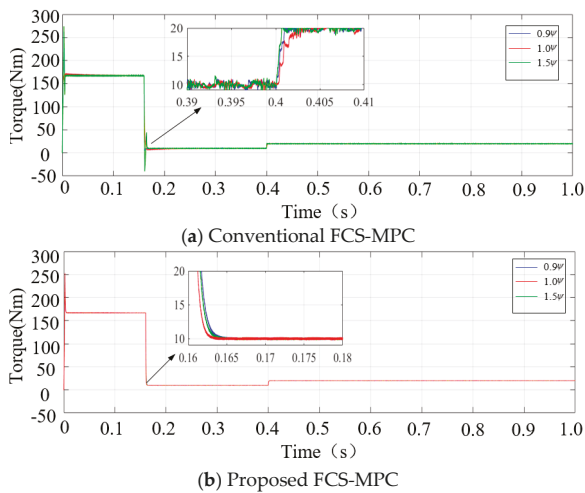 300
250
200
150
100
50
0
-50
Torque(Nm)
20
15
10
0.39 0.395 0.4 0.405 0.41
0.9ψ
1.0ψ
1.5ψ
0 0.1 0.2 0.3 0.4 0.5 0.6 0.7 0.8 0.9 1.0
Time（s）
(a) Conventional FCS-MPC
300
250
200
150
100
50
0
-50
Torque(Nm)
20
15
10
0.16 0.165 0.17 0.175 0.18
0.9ψ
1.0ψ
1.5ψ
0 0.1 0.2 0.3 0.4 0.5 0.6 0.7 0.8 0.9 1.0
Time（s）
(b) Proposed FCS-MPC